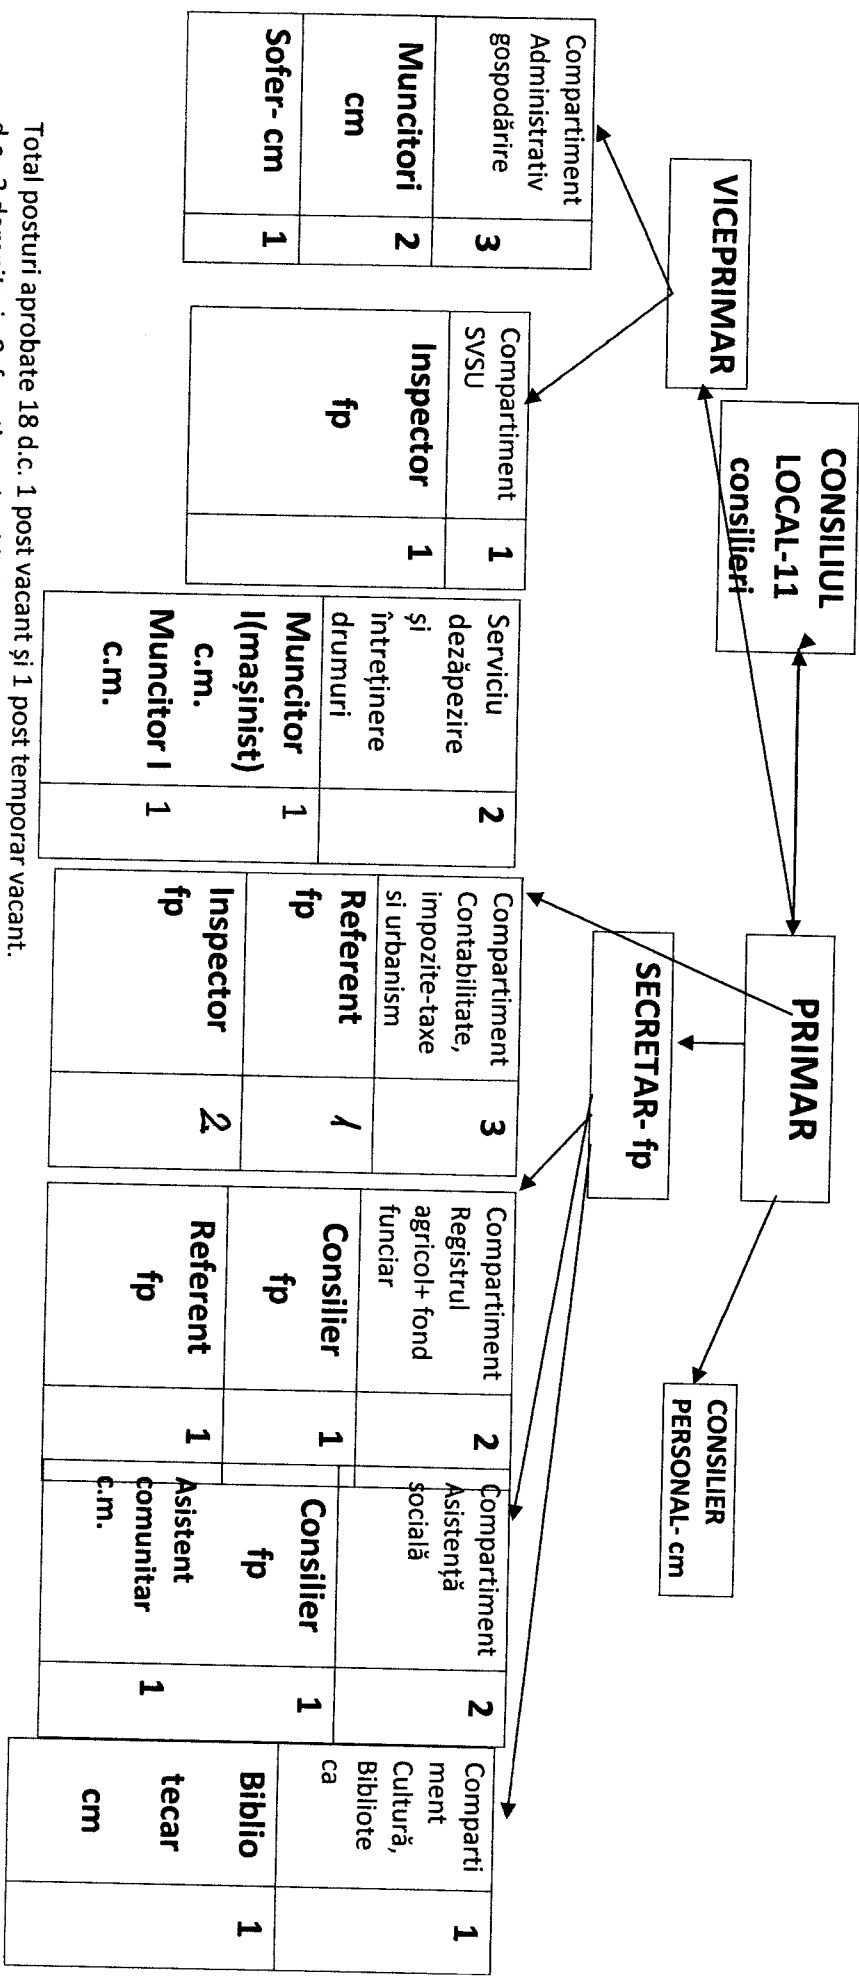 CONSILIUL
LOCAL-11
consilieri
PRIMAR
VICEPRIMAR
SECRETAR- fp
CONSILIER
PERSONAL- cm
Compartiment
Administrativ
gospodărire
3
Muncitori
cm
2
Sofer- cm
1
Compartiment
SVSU
1
Inspector
fp
1
Serviciu
dezăpezire
și
întreținere
drumuri
2
Muncitor
I(mașinist)
c.m.
1
Muncitor I
c.m.
1
Compartiment
Contabilitate,
impozite-taxe
si urbanism
3
Referent
fp
1
Inspector
fp
2
Compartiment
Registrul
agricol+ fond
funciar
2
Consilier
fp
1
Referent
fp
1
Compartiment
Asistență
socială
2
Consilier
fp
1
Asistent
comunitar
c.m.
1
Comparti
ment
Cultură,
Bibliote
ca
1
Biblio
tecar
cm
1
Total posturi aprobate 18 d.c. 1 post vacant și 1 post temporar vacant.